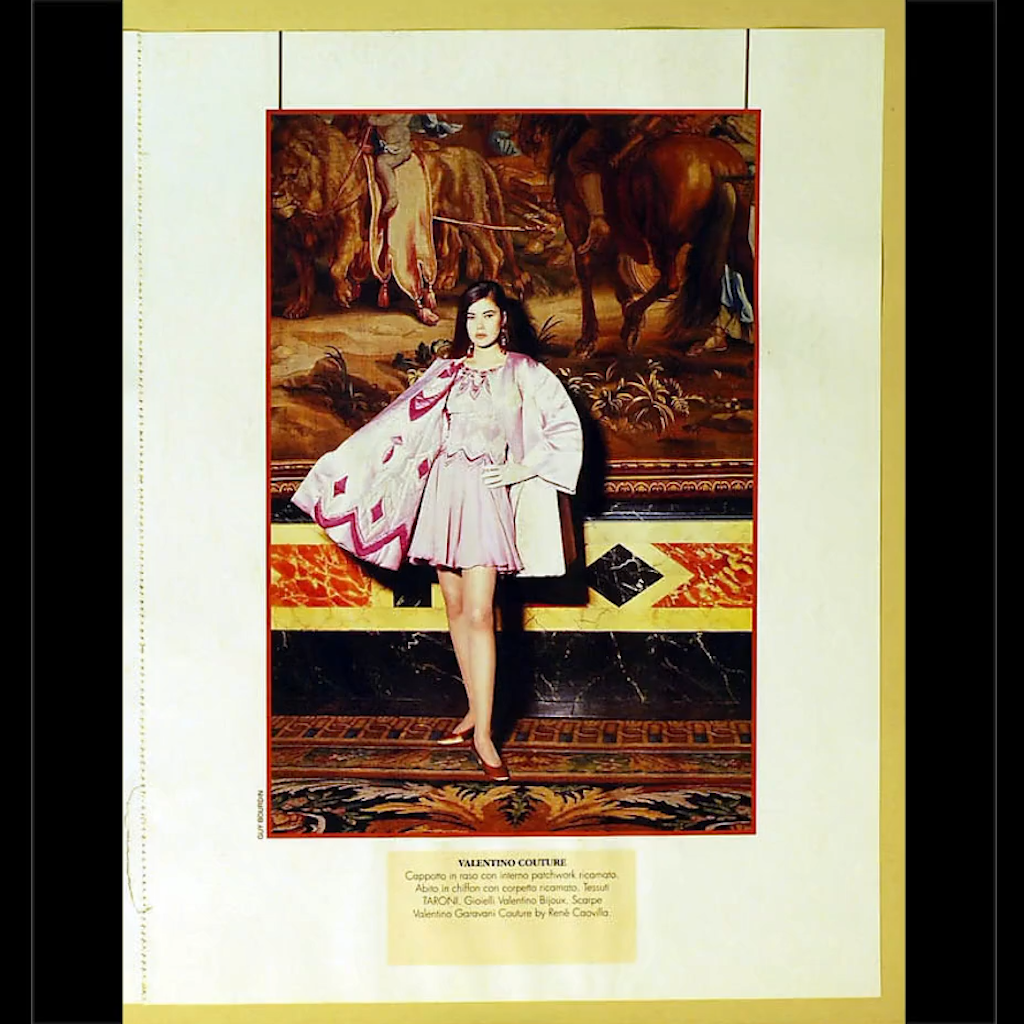 GUY BOURDIN
VALENTINO COUTURE
Cappotto in raso con interno patchwork ricamato.
Abito in chiffon con corpetto ricamato. Tessuti
TARONI. Gioielli Valentino Bijoux. Scarpe
Valentino Garavani Couture by René Caovilla.